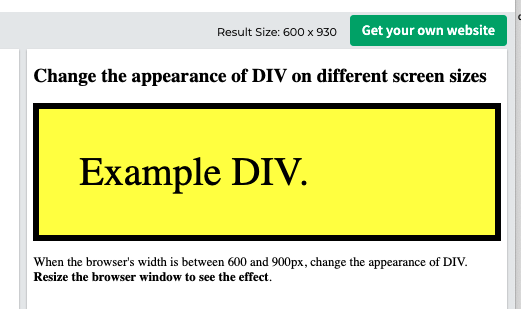 Result Size: 600 x 930
Get your own website
Change the appearance of DIV on different screen sizes
Example DIV.
When the browser's width is between 600 and 900px, change the appearance of DIV.
Resize the browser window to see the effect.